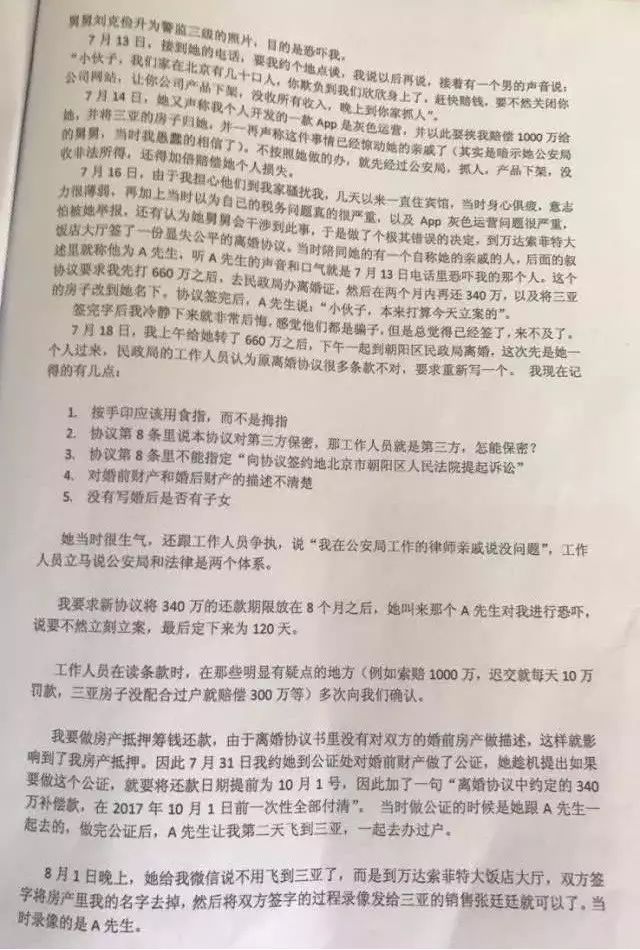 舅舅刘克俭升为警监三级的照片，目的是恐吓我。
7 月 13 日，接到她的电话，要我约个地点谈，我说以后再说，接着有一个男的声音说：
“小伙子，我们家在北京有几十口人，你欺负到我们欣欣身上了，赶快赔钱，要不然关闭你
公司网站，让你公司产品下架，没收所有收入，晚上到你家抓人”。
7 月 14 日，她又声称我个人开发的一款 App 是灰色运营，并以此要挟我赔偿 1000 万给
她，并将三亚的房子归她，并一再声称这件事情已经惊动她的亲戚了（其实是暗示她公安局
的舅舅，当时我愚蠢的相信了）。不按照她做的办，就先经过公安局，抓人，产品下架，没
收非法所得，还得加倍赔偿她个人损失。
7 月 16 日，由于我担心他们到我家骚扰我，几天以来一直住宾馆，当时身心俱疲，意志
力很薄弱，再加上当时以为自己的税务问题真的很严重，以及 App 灰色运营问题很严重，
怕被她举报，还有认为她舅舅会干涉到此事，于是做了个极其错误的决定，到万达索菲特大
饭店大厅签了一份显失公平的离婚协议。当时陪同她的有一个自称她的亲戚的人，后面的叙
述里就称他为 A 先生，听 A 先生的声音和口气就是 7 月 13 日电话里恐吓我的那个人。这个
协议要求我先打 660 万之后，去民政局办离婚证，然后在两个月内再还 340 万，以及将三亚
的房子改到她名下。协议签完后，A 先生说：“小伙子，本来打算今天立案的”。
签完字后我冷静下来就非常后悔，感觉他们都是骗子，但是总觉得已经签了，来不及了。
7 月 18 日，我上午给她转了 660 万之后，下午一起到朝阳区民政局离婚，这次先是她一
个人过来，民政局的工作人员认为原离婚协议很多条款不对，要求重新写一个。 我现在记
得的有几点：
1. 按手印应该用食指，而不是拇指
2. 协议第 8 条里说本协议对第三方保密，那工作人员就是第三方，怎能保密？
3. 协议第 8 条里不能指定“向协议签约地北京市朝阳区人民法院提起诉讼”
4. 对婚前财产和婚后财产的描述不清楚
5. 没有写婚后是否有子女
她当时很生气，还跟工作人员争执，说“我在公安局工作的律师亲戚说没问题”，工作
人员立马说公安局和法律是两个体系。
我要求新协议将 340 万的还款期限放在 8 个月之后，她叫来那个 A 先生对我进行恐吓，
说要不然立刻立案，最后定下来为 120 天。
工作人员在读条款时，在那些明显有疑点的地方（例如索赔 1000 万，迟交就每天 10 万
罚款，三亚房子没配合过户就赔偿 300 万等）多次向我们确认。
我要做房产抵押筹钱还款，由于离婚协议书里没有对双方的婚前房产做描述，这样就影
响到了我房产抵押。因此 7 月 31 日我约她到公证处对婚前财产做了公证，她趁机提出如果
要做这个公证，就要将还款日期提前为 10 月 1 号，因此加了一句“离婚协议中约定的 340
万补偿款，在 2017 年 10 月 1 日前一次性全部付清”。 当时做公证的时候是她跟 A 先生一
起去的，做完公证后，A 先生让我第二天飞到三亚，一起去办过户。
8 月 1 日晚上，她给我微信说不用飞到三亚了，而是到万达索菲特大饭店大厅，双方签
字将房产里我的名字去掉，然后将双方签字的过程录像发给三亚的销售张廷廷就可以了。当
时录像的是 A 先生。